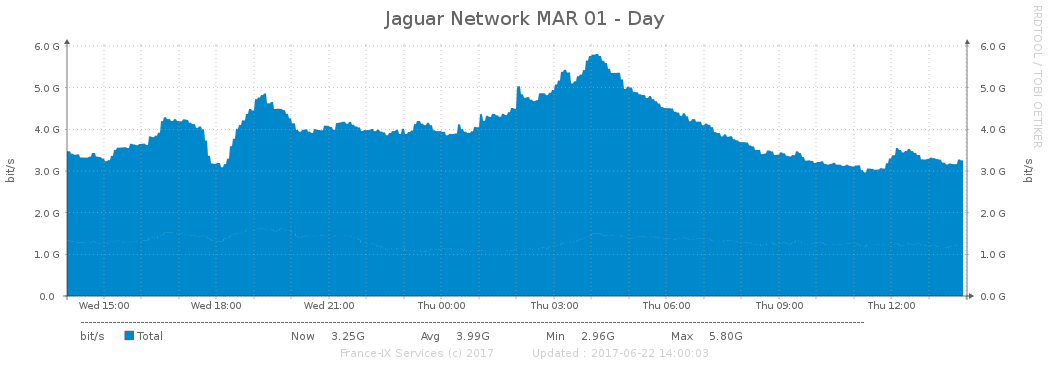 Jaguar Network MAR 01 - Day
RRDTOOL / TOBI OETIKER
6.0 G 6.0 G
5.0 G 5.0 G
4.0 G 4.0 G
3.0 G 3.0 G
2.0 G 2.0 G
1.0 G 1.0 G
0.0 0.0 G
bit/s bit/s
Wed 15:00 Wed 18:00 Wed 21:00 Thu 00:00 Thu 03:00 Thu 06:00 Thu 09:00 Thu 12:00
bit/s Total Now 3.25G Avg 3.99G Min 2.96G Max 5.80G
France-IX Services (c) 2017 Updated : 2017-06-22 14:00:03